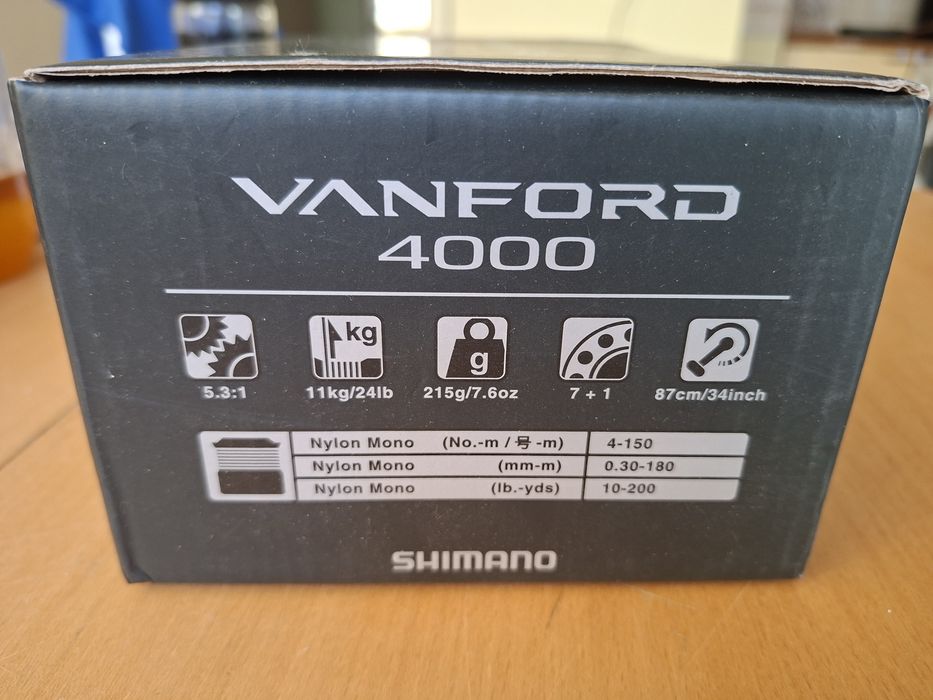 VANFORD
4000
kg
g
5.3:1 11kg/24lb 215g/7.6oz 7 + 1 87cm/34inch
Nylon Mono (No.-m / 号 -m) 4-150
Nylon Mono (mm-m) 0.30-180
Nylon Mono (lb.-yds) 10-200
SHIMANO